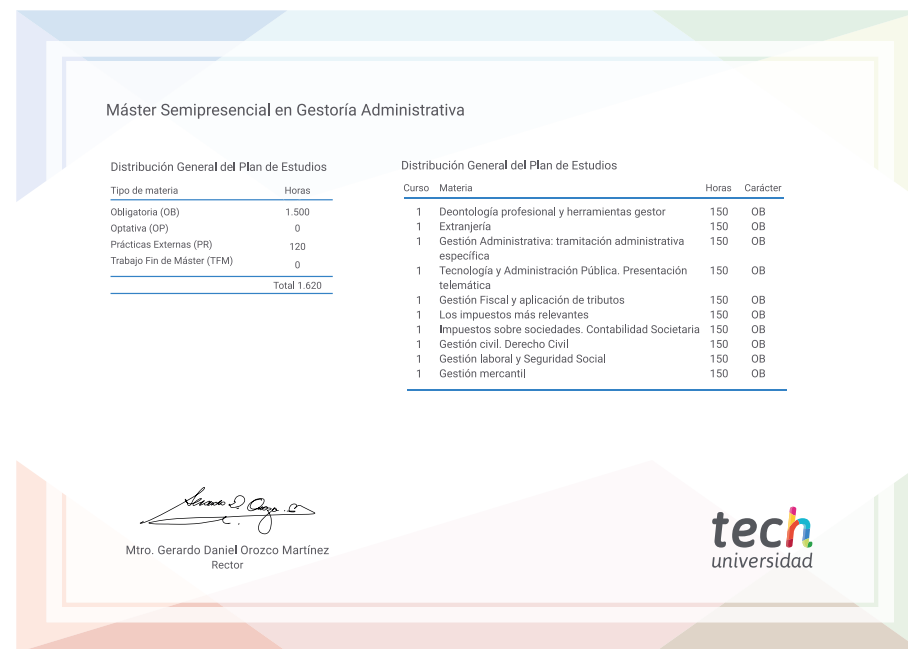 Máster Semipresencial en Gestoría Administrativa
Distribución General del Plan de Estudios
Tipo de materia Horas
Obligatoria (OB) 1.500
Optativa (OP) 0
Prácticas Externas (PR) 120
Trabajo Fin de Máster (TFM) 0
Total 1.620
Distribución General del Plan de Estudios
Curso Materia Horas Carácter
1 Deontología profesional y herramientas gestor 150 OB
1 Extranjería 150 OB
1 Gestión Administrativa: tramitación administrativa 150 OB
específica
1 Tecnología y Administración Pública. Presentación 150 OB
telemática
1 Gestión Fiscal y aplicación de tributos 150 OB
1 Los impuestos más relevantes 150 OB
1 Impuestos sobre sociedades. Contabilidad Societaria 150 OB
1 Gestión civil. Derecho Civil 150 OB
1 Gestión laboral y Seguridad Social 150 OB
1 Gestión mercantil 150 OB
Mtro. Gerardo Daniel Orozco Martínez
Rector
tech
universidad